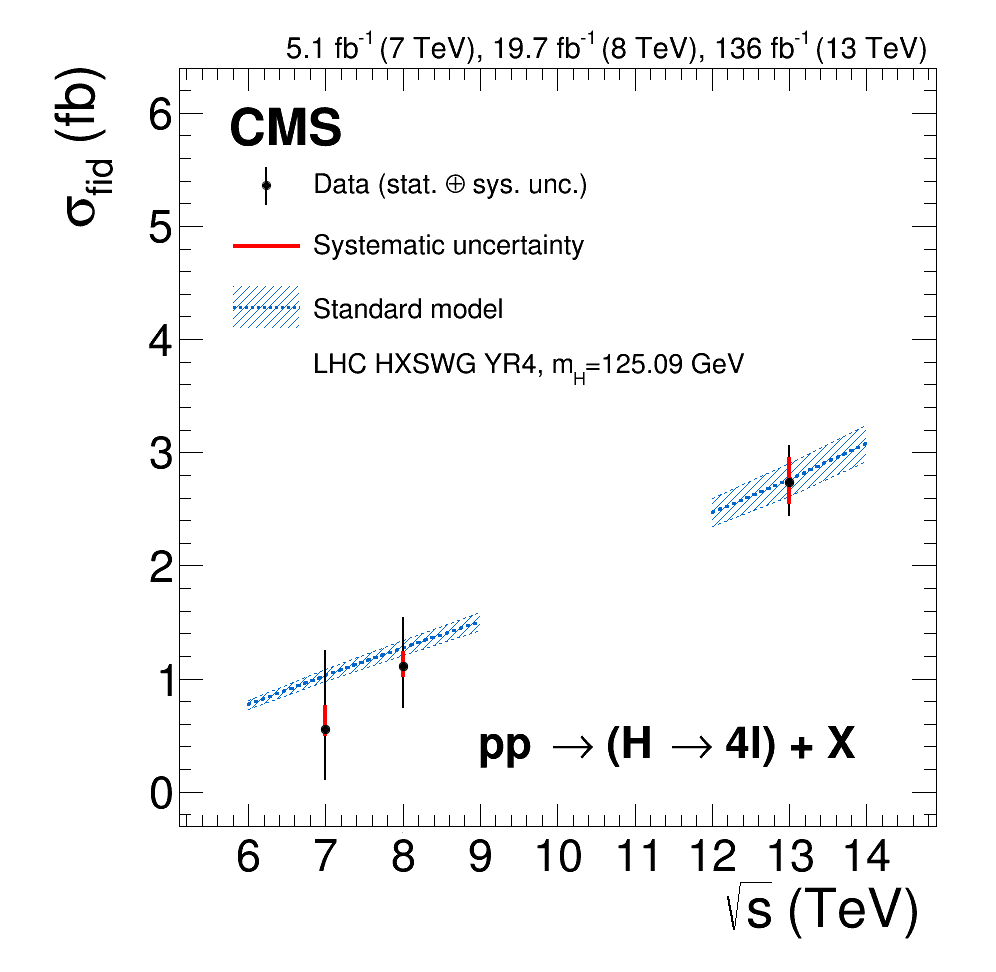 5.1 fb⁻¹ (7 TeV), 19.7 fb⁻¹ (8 TeV), 136 fb⁻¹ (13 TeV)
σ_fid (fb)
CMS
Data (stat. ⊕ sys. unc.)
Systematic uncertainty
Standard model
LHC HXSWG YR4, m_H=125.09 GeV
6
5
4
3
2
1
0
pp → (H → 4l) + X
6 7 8 9 10 11 12 13 14
√s (TeV)